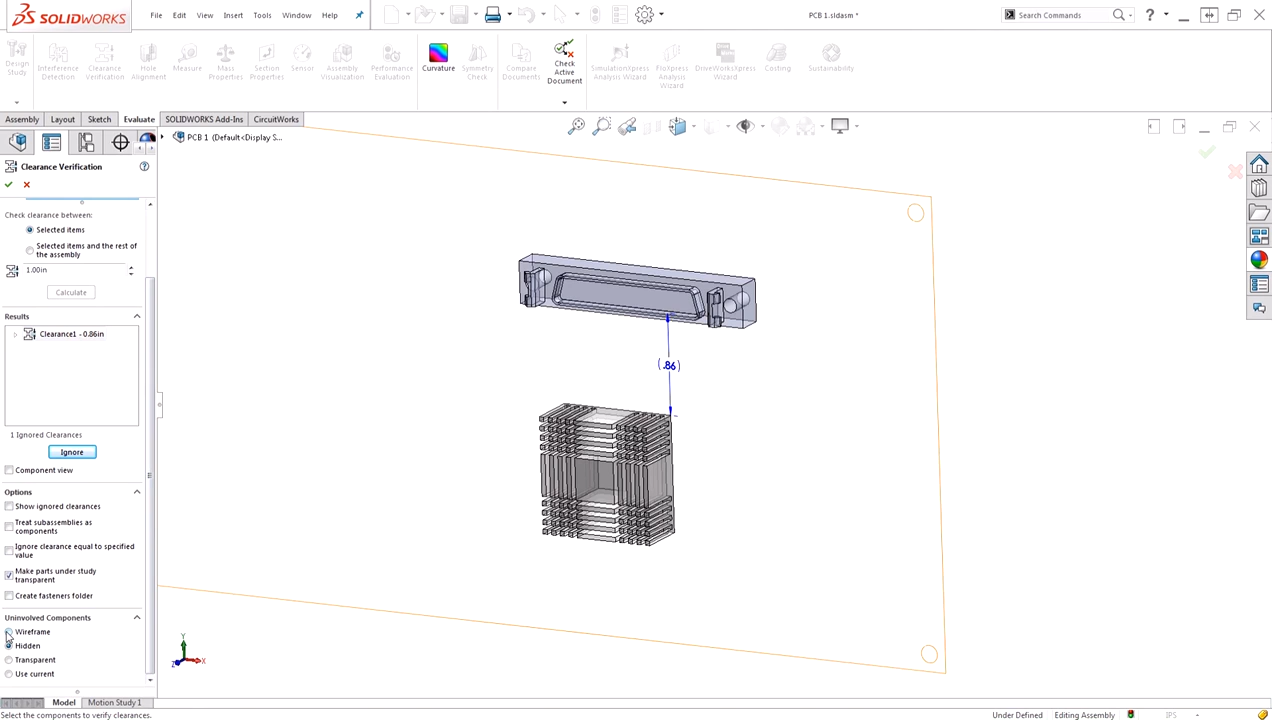 SOLIDWORKS File Edit View Insert Tools Window Help PCB 1.sldasm * Search Commands ?
Design Study Interference Detection Clearance Verification Hole Alignment Measure Mass Properties Section Properties Sensor Assembly Visualization Performance Evaluation Curvature Symmetry Check Compare Documents Check Active Document SimulationXpress Analysis Wizard FloXpress Analysis Wizard DriveWorksXpress Wizard Costing Sustainability
Assembly Layout Sketch Evaluate SOLIDWORKS Add-Ins CircuitWorks
PCB 1 (Default<Display S...
Clearance Verification ?
Check clearance between:
Selected items
Selected items and the rest of
the assembly
1.00in
Calculate
Results
Clearance1 - 0.86in
(.86)
1 Ignored Clearances
Ignore
Component view
Options
Show ignored clearances
Treat subassemblies as
components
Ignore clearance equal to specified
value
Make parts under study
transparent
Create fasteners folder
Uninvolved Components
Wireframe
Hidden
Transparent
Use current
Y
Z X
Model Motion Study 1
Select the components to verify clearances. Under Defined Editing Assembly IPS -